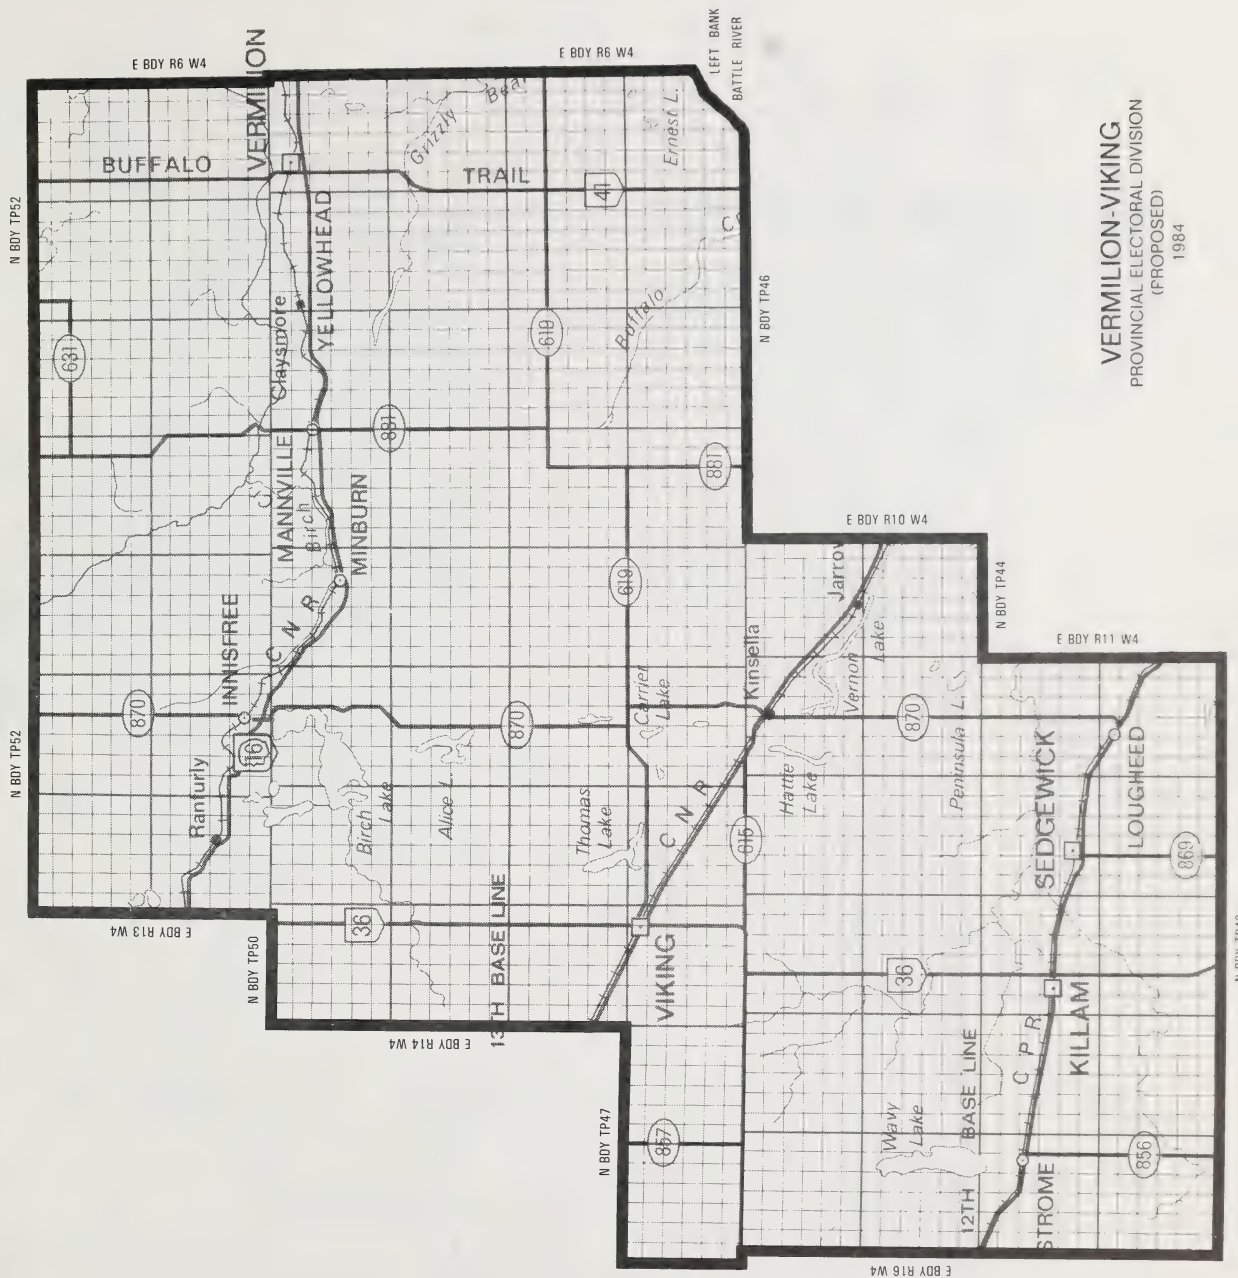 VERMILION-VIKING
PROVINCIAL ELECTORAL DIVISION
(PROPOSED)
1984
E BDY R6 W4
E BDY R6 W4
LEFT BANK
BATTLE RIVER
N BDY TP52
N BDY TP52
BUFFALO
VERMILION
TRAIL
41
Grizzly
Bear
Ernest L.
631
Claysmore
YELLOWHEAD
619
Buffalo
N BDY TP46
MANNVILLE
881
881
Birch
MINBURN
INNISFREE
C N R
619
E BDY R10 W4
Jarrow
870
16
Ranfurly
Birch
Lake
Alice L.
870
Carrier
Lake
Kinsella
Vernon
Lake
870
N BDY TP44
E BDY R11 W4
Thomas
Lake
C N R
Hattie
Lake
Peninsula L.
615
SEDGEWICK
LOUGHEED
869
E BDY R13 W4
N BDY TP50
36
13TH BASE LINE
VIKING
36
KILLAM
E BDY R14 W4
N BDY TP47
857
Wavy
Lake
12TH BASE LINE
C P R
STROME
856
E BDY R16 W4